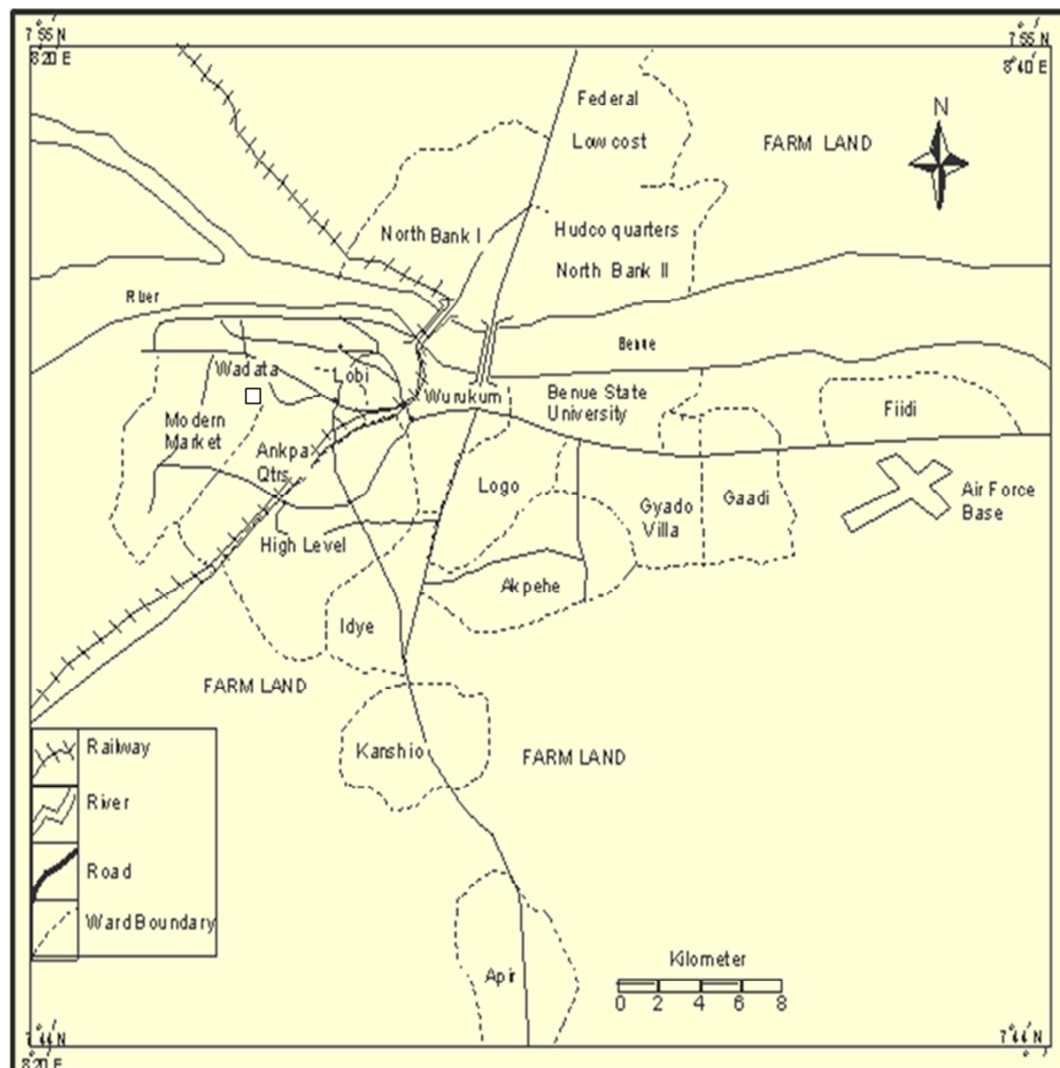 7° 55' N
8°20' E
7° 55' N
8°40' E
Federal
Low cost
FARM LAND
N
North Bank I
Hudco quarters
North Bank II
River
Benue
Wadata
Lobi
Wurukum
Benue State
University
Fiidi
Modern
Market
Ankpa
Qtrs
Logo
Gyado
Villa
Gaadi
Air Force
Base
High Level
Akpehe
Idye
FARM LAND
Kanshio
FARM LAND
Railway
River
Road
Ward Boundary
Apir
Kilometer
0 2 4 6 8
7° 44' N
8°20' E
7° 44' N
8°40' E